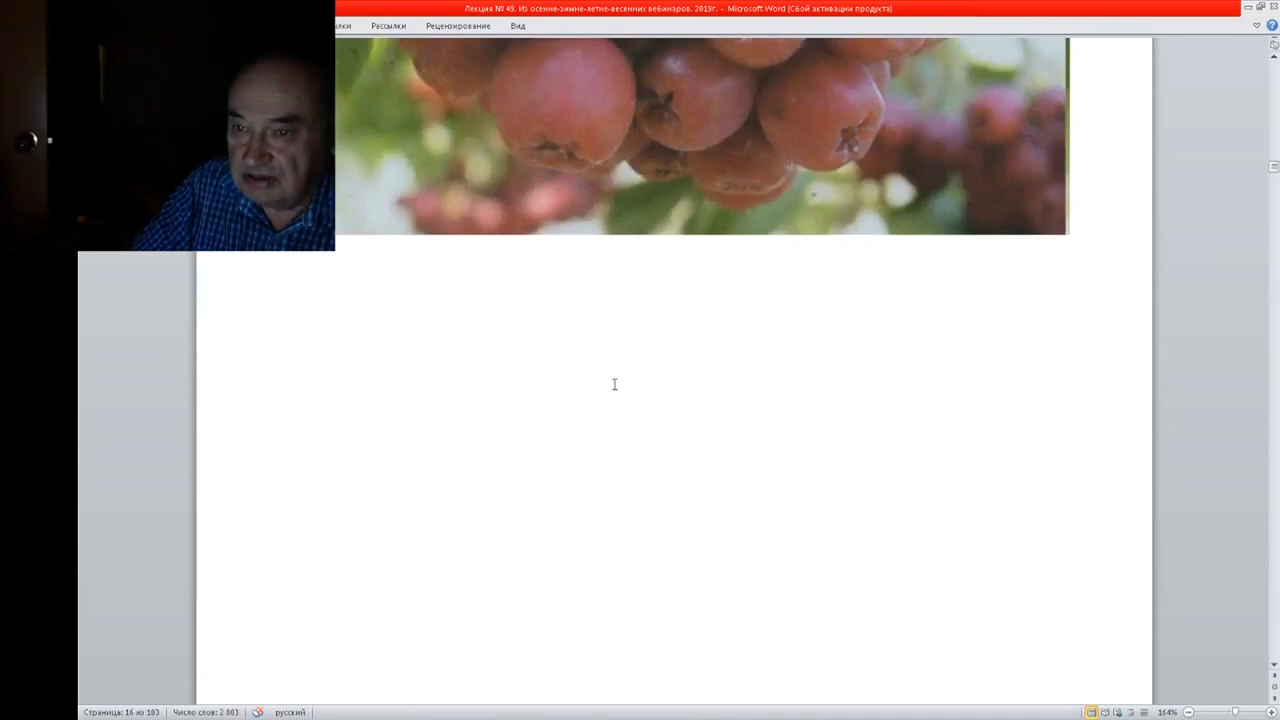 Лекция № 49. Из осенне-зимне-летне-весенних вебинаров. 2019г. - Microsoft Word (Сбой активации продукта)
Рассылки Рецензирование Вид
Страница: 16 из 103 Число слов: 2 803 русский 164%